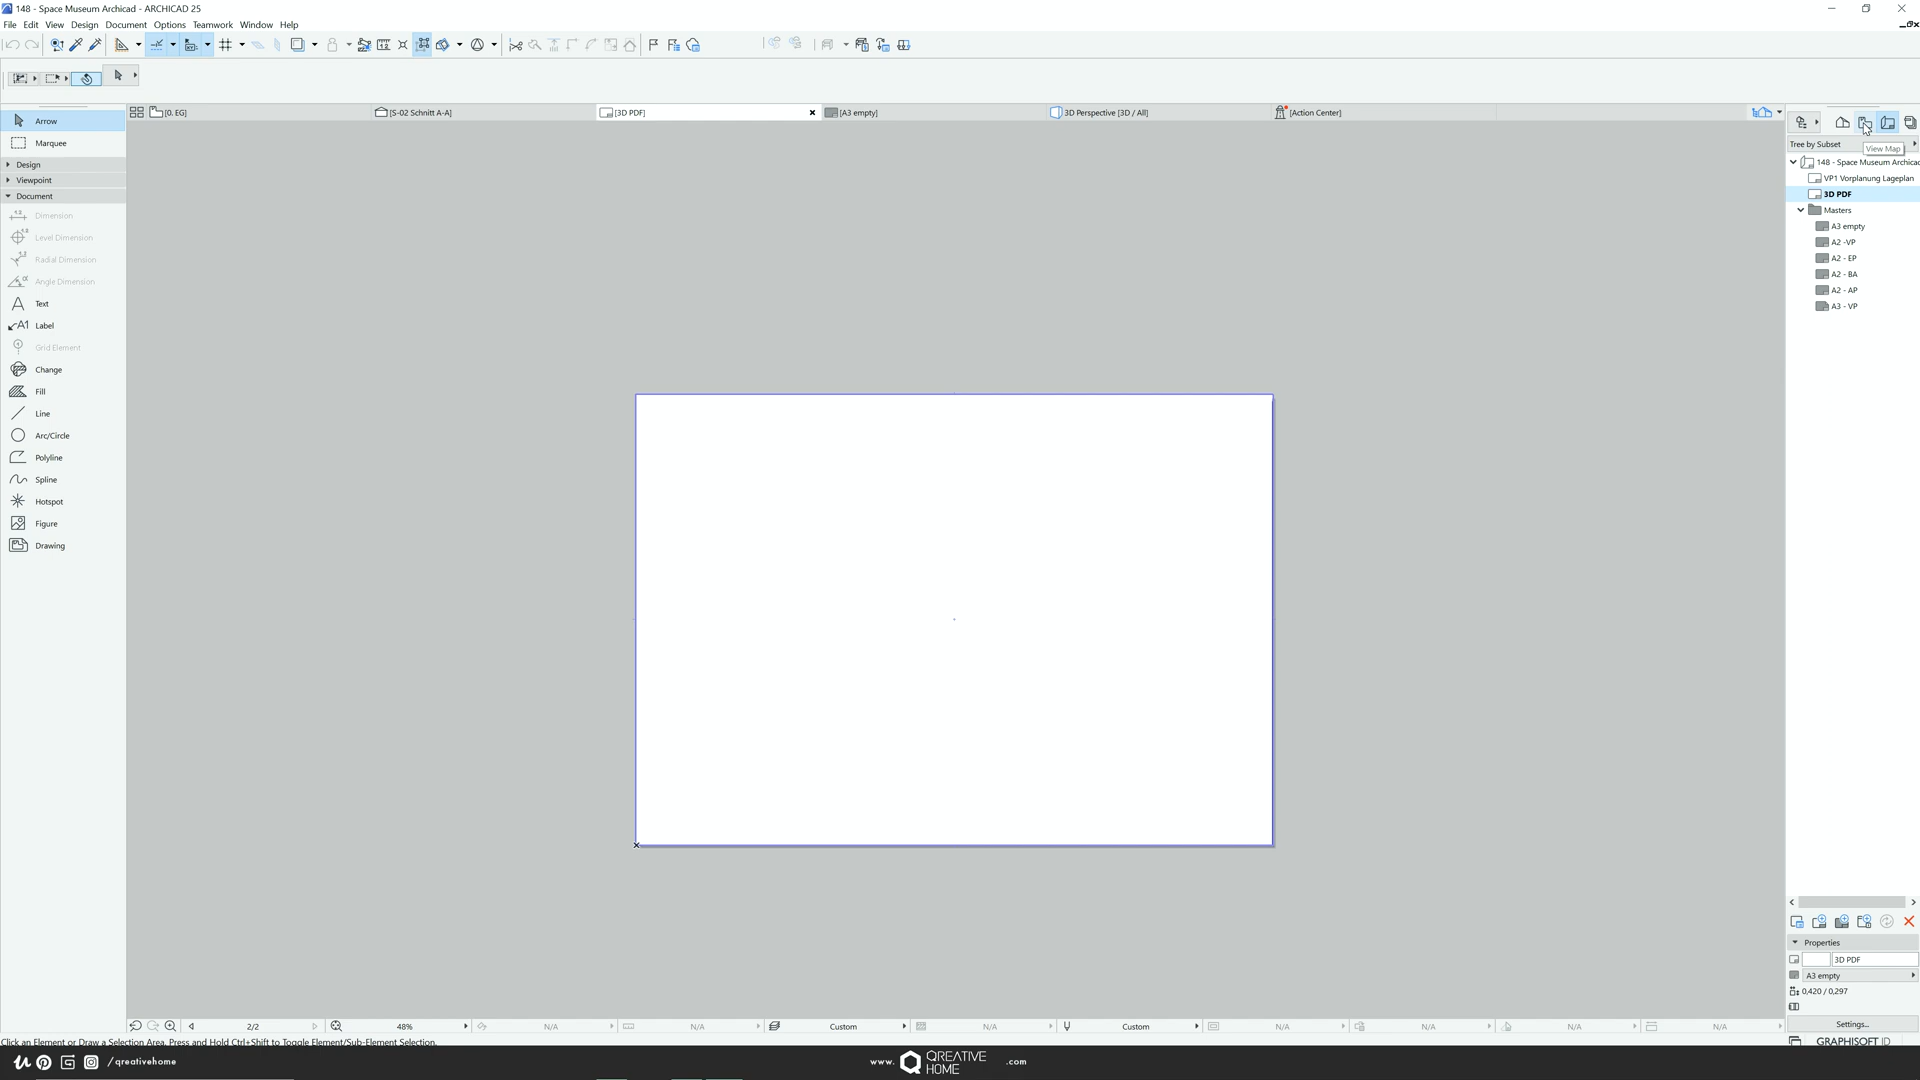 148 - Space Museum Archicad - ARCHICAD 25
File Edit View Design Document Options Teamwork Window Help
[0. EG]
[S-02 Schnitt A-A]
[3D PDF]
[A3 empty]
3D Perspective [3D / All]
[Action Center]
Arrow
Marquee
Design
Viewpoint
Document
Dimension
Level Dimension
Radial Dimension
Angle Dimension
Text
A1 Label
Grid Element
Change
Fill
Line
Arc/Circle
Polyline
Spline
Hotspot
Figure
Drawing
Tree by Subset
View Map
148 - Space Museum Archicad
VP1 Vorplanung Lageplan
3D PDF
Masters
A3 empty
A2 -VP
A2 - EP
A2 - BA
A2 - AP
A3 - VP
Properties
3D PDF
A3 empty
0,420 / 0,297
Settings...
2/2 48% N/A N/A Custom N/A Custom N/A N/A N/A N/A
Click an Element or Draw a Selection Area. Press and Hold Ctrl+Shift to Toggle Element/Sub-Element Selection.
GRAPHISOFT ID
/qreativehome
www. QREATIVE HOME .com